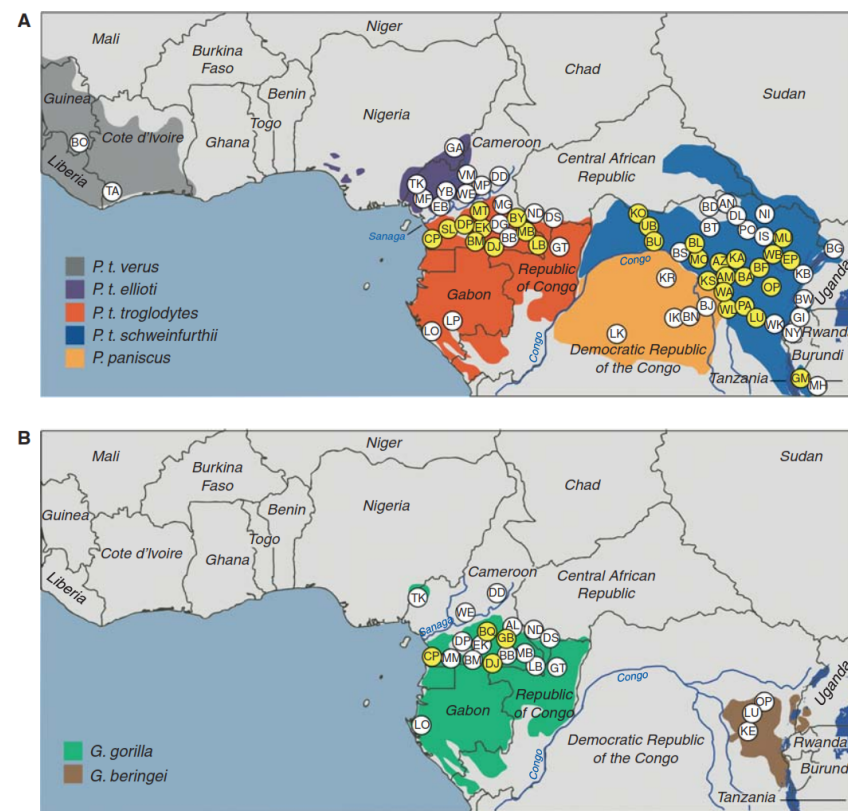 A
Mali
Niger
Burkina
Faso
Chad
Sudan
Guinea
Benin
Nigeria
BO
Cote d'Ivoire
Ghana
Togo
Cameroon
GA
Central African
Republic
Liberia
TA
TK
MF
EB
YB
VM
WE
MP
DD
Sanaga
CP
SL
DP
MT
EK
BM
DJ
MG
DG
BB
BY
MB
ND
LB
DS
GT
KO
UB
BU
BD
AN
DL
BT
PO
NI
IS
ML
BS
BL
MO
AZ
KA
AM
BA
BF
WB
EP
BG
KB
KS
WA
OP
WL
PA
LU
BW
GI
WK
NY
BJ
Congo
KR
IK
BN
LK
Uganda
Rwanda
Burundi
Republic
of Congo
Gabon
LO
LP
Congo
Democratic Republic
of the Congo
Tanzania
GM
MH
P. t. verus
P. t. ellioti
P. t. troglodytes
P. t. schweinfurthii
P. paniscus
B
Mali
Niger
Burkina
Faso
Chad
Sudan
Guinea
Benin
Nigeria
Cote d'Ivoire
Ghana
Togo
Liberia
Cameroon
Central African
Republic
TK
DD
WE
Sanaga
CP
MM
DP
EK
BM
BQ
GB
DJ
AL
BB
ND
MB
DS
LB
GT
Congo
Uganda
Republic
of Congo
Gabon
LO
OP
LU
KE
Congo
Democratic Republic
of the Congo
Rwanda
Burund
Tanzania
G. gorilla
G. beringei